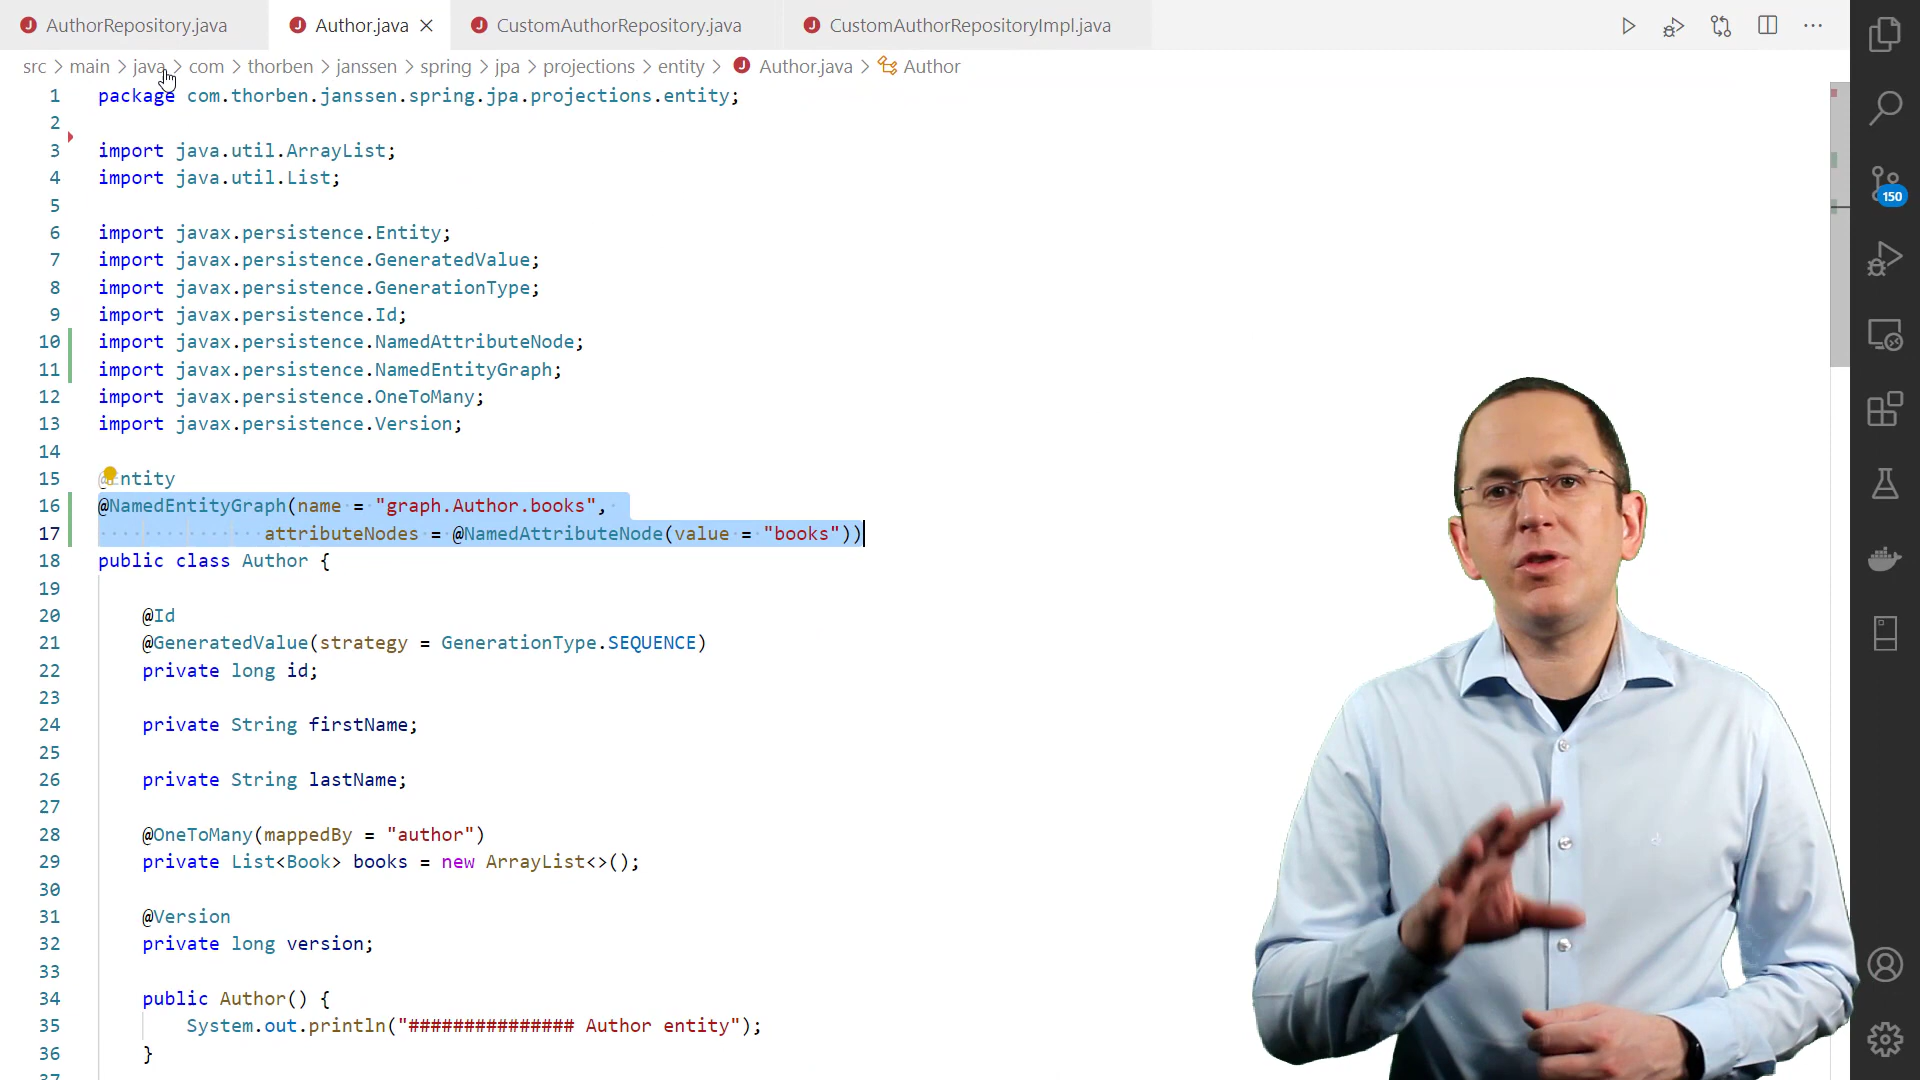 AuthorRepository.java
Author.java
CustomAuthorRepository.java
CustomAuthorRepositoryImpl.java
src > main > java > com > thorben > janssen > spring > jpa > projections > entity > Author.java > Author
1 package com.thorben.janssen.spring.jpa.projections.entity;
2
3 import java.util.ArrayList;
4 import java.util.List;
5
6 import javax.persistence.Entity;
7 import javax.persistence.GeneratedValue;
8 import javax.persistence.GenerationType;
9 import javax.persistence.Id;
10 import javax.persistence.NamedAttributeNode;
11 import javax.persistence.NamedEntityGraph;
12 import javax.persistence.OneToMany;
13 import javax.persistence.Version;
14
15 @Entity
16 @NamedEntityGraph(name = "graph.Author.books",
17 attributeNodes = @NamedAttributeNode(value = "books"))
18 public class Author {
19
20 @Id
21 @GeneratedValue(strategy = GenerationType.SEQUENCE)
22 private long id;
23
24 private String firstName;
25
26 private String lastName;
27
28 @OneToMany(mappedBy = "author")
29 private List<Book> books = new ArrayList<>();
30
31 @Version
32 private long version;
33
34 public Author() {
35 System.out.println("############### Author entity");
36 }
37
150